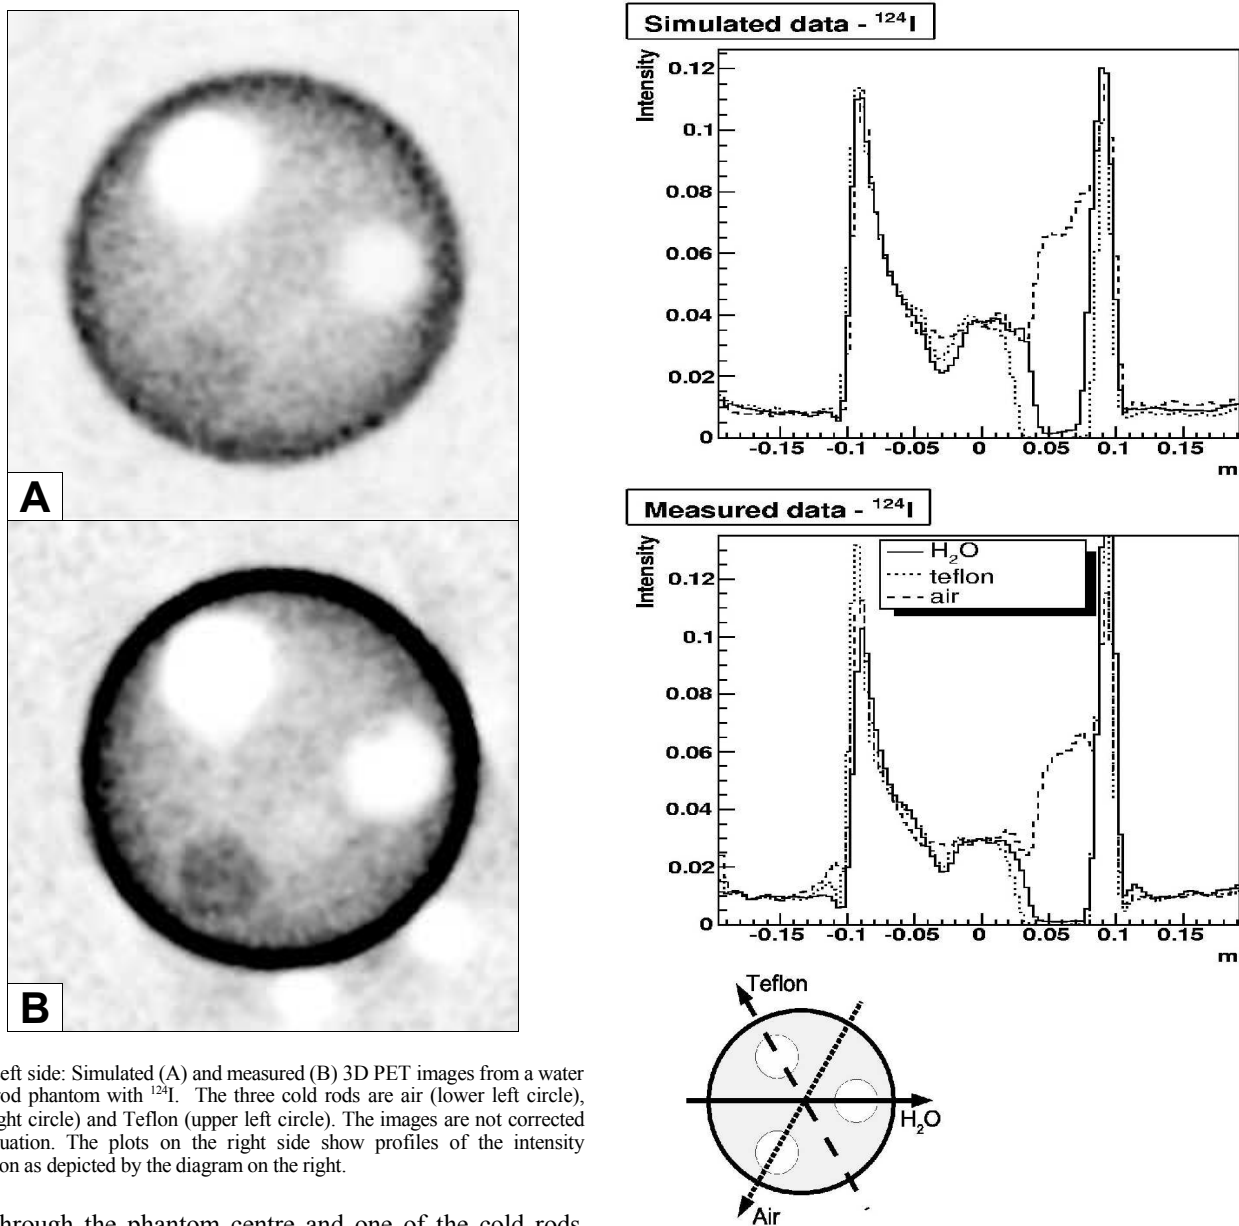 A
B
Simulated data - ¹²⁴I
Intensity
0.12
0.1
0.08
0.06
0.04
0.02
0
-0.15 -0.1 -0.05 0 0.05 0.1 0.15
m
Measured data - ¹²⁴I
Intensity
H₂O
teflon
air
0.12
0.1
0.08
0.06
0.04
0.02
0
-0.15 -0.1 -0.05 0 0.05 0.1 0.15
m
Teflon
H₂O
Air
eft side: Simulated (A) and measured (B) 3D PET images from a water
rod phantom with ¹²⁴I. The three cold rods are air (lower left circle),
ght circle) and Teflon (upper left circle). The images are not corrected
uation. The plots on the right side show profiles of the intensity
on as depicted by the diagram on the right.
hrough the phantom centre and one of the cold rods.